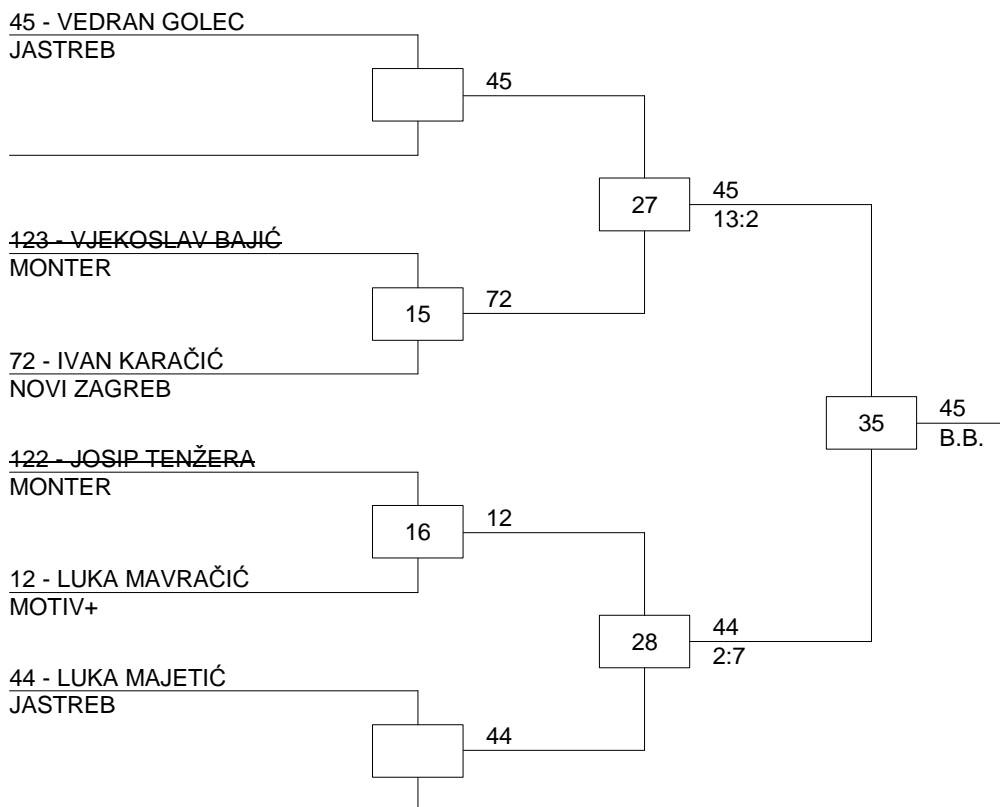 45 - VEDRAN GOLEC
JASTREB
45
27
45
13:2
123 - VJEKOSLAV BAJIĆ
MONTER
15
72
72 - IVAN KARAČIĆ
NOVI ZAGREB
35
45
B.B.
122 - JOSIP TENŽERA
MONTER
16
12
12 - LUKA MAVRAČIĆ
MOTIV+
28
44
2:7
44 - LUKA MAJETIĆ
JASTREB
44